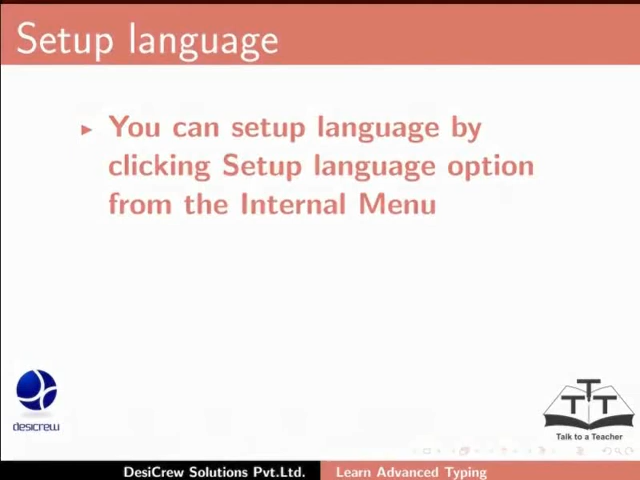 Setup language
You can setup language by
clicking Setup language option
from the Internal Menu
desicrew
TTT
Talk to a Teacher
DesiCrew Solutions Pvt.Ltd. Learn Advanced Typing